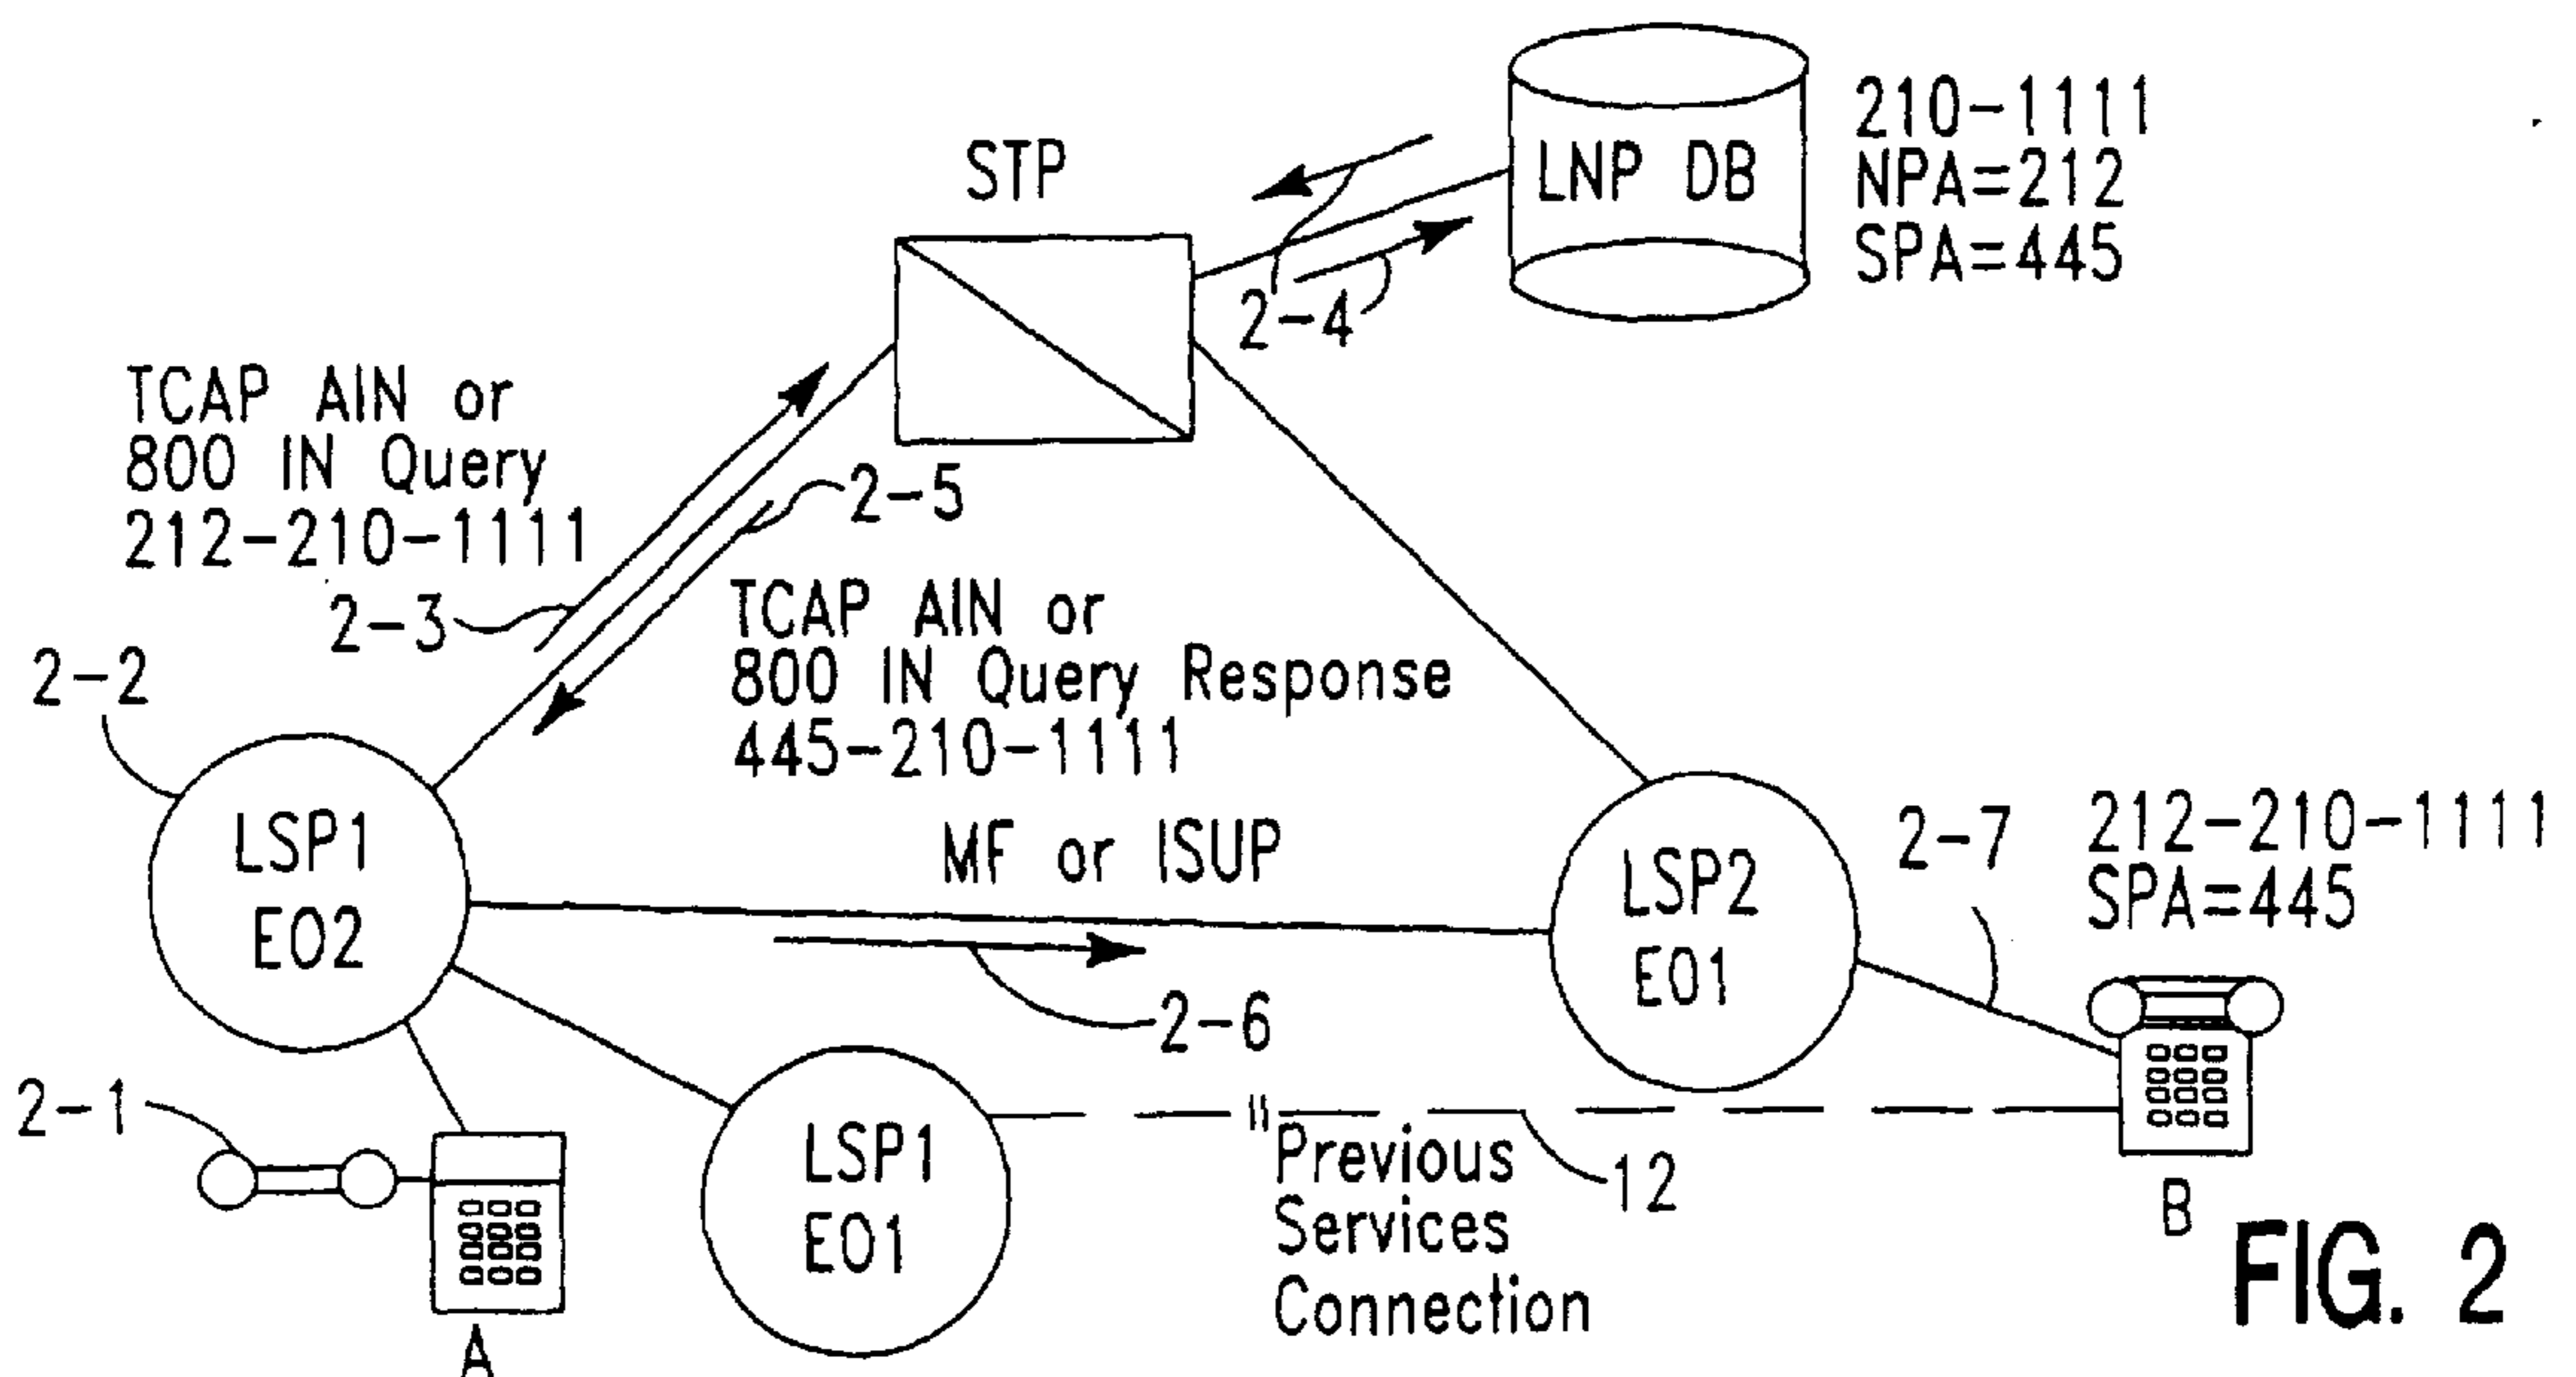 STP
LNP DB
210-1111
NPA=212
SPA=445
2-4
TCAP AIN or
800 IN Query
212-210-1111
2-3
2-5
TCAP AIN or
800 IN Query Response
445-210-1111
2-2
LSP1
EO2
MF or ISUP
2-6
LSP2
EO1
2-7
212-210-1111
SPA=445
2-1
A
LSP1
EO1
"Previous
Services
Connection
12
B
FIG. 2